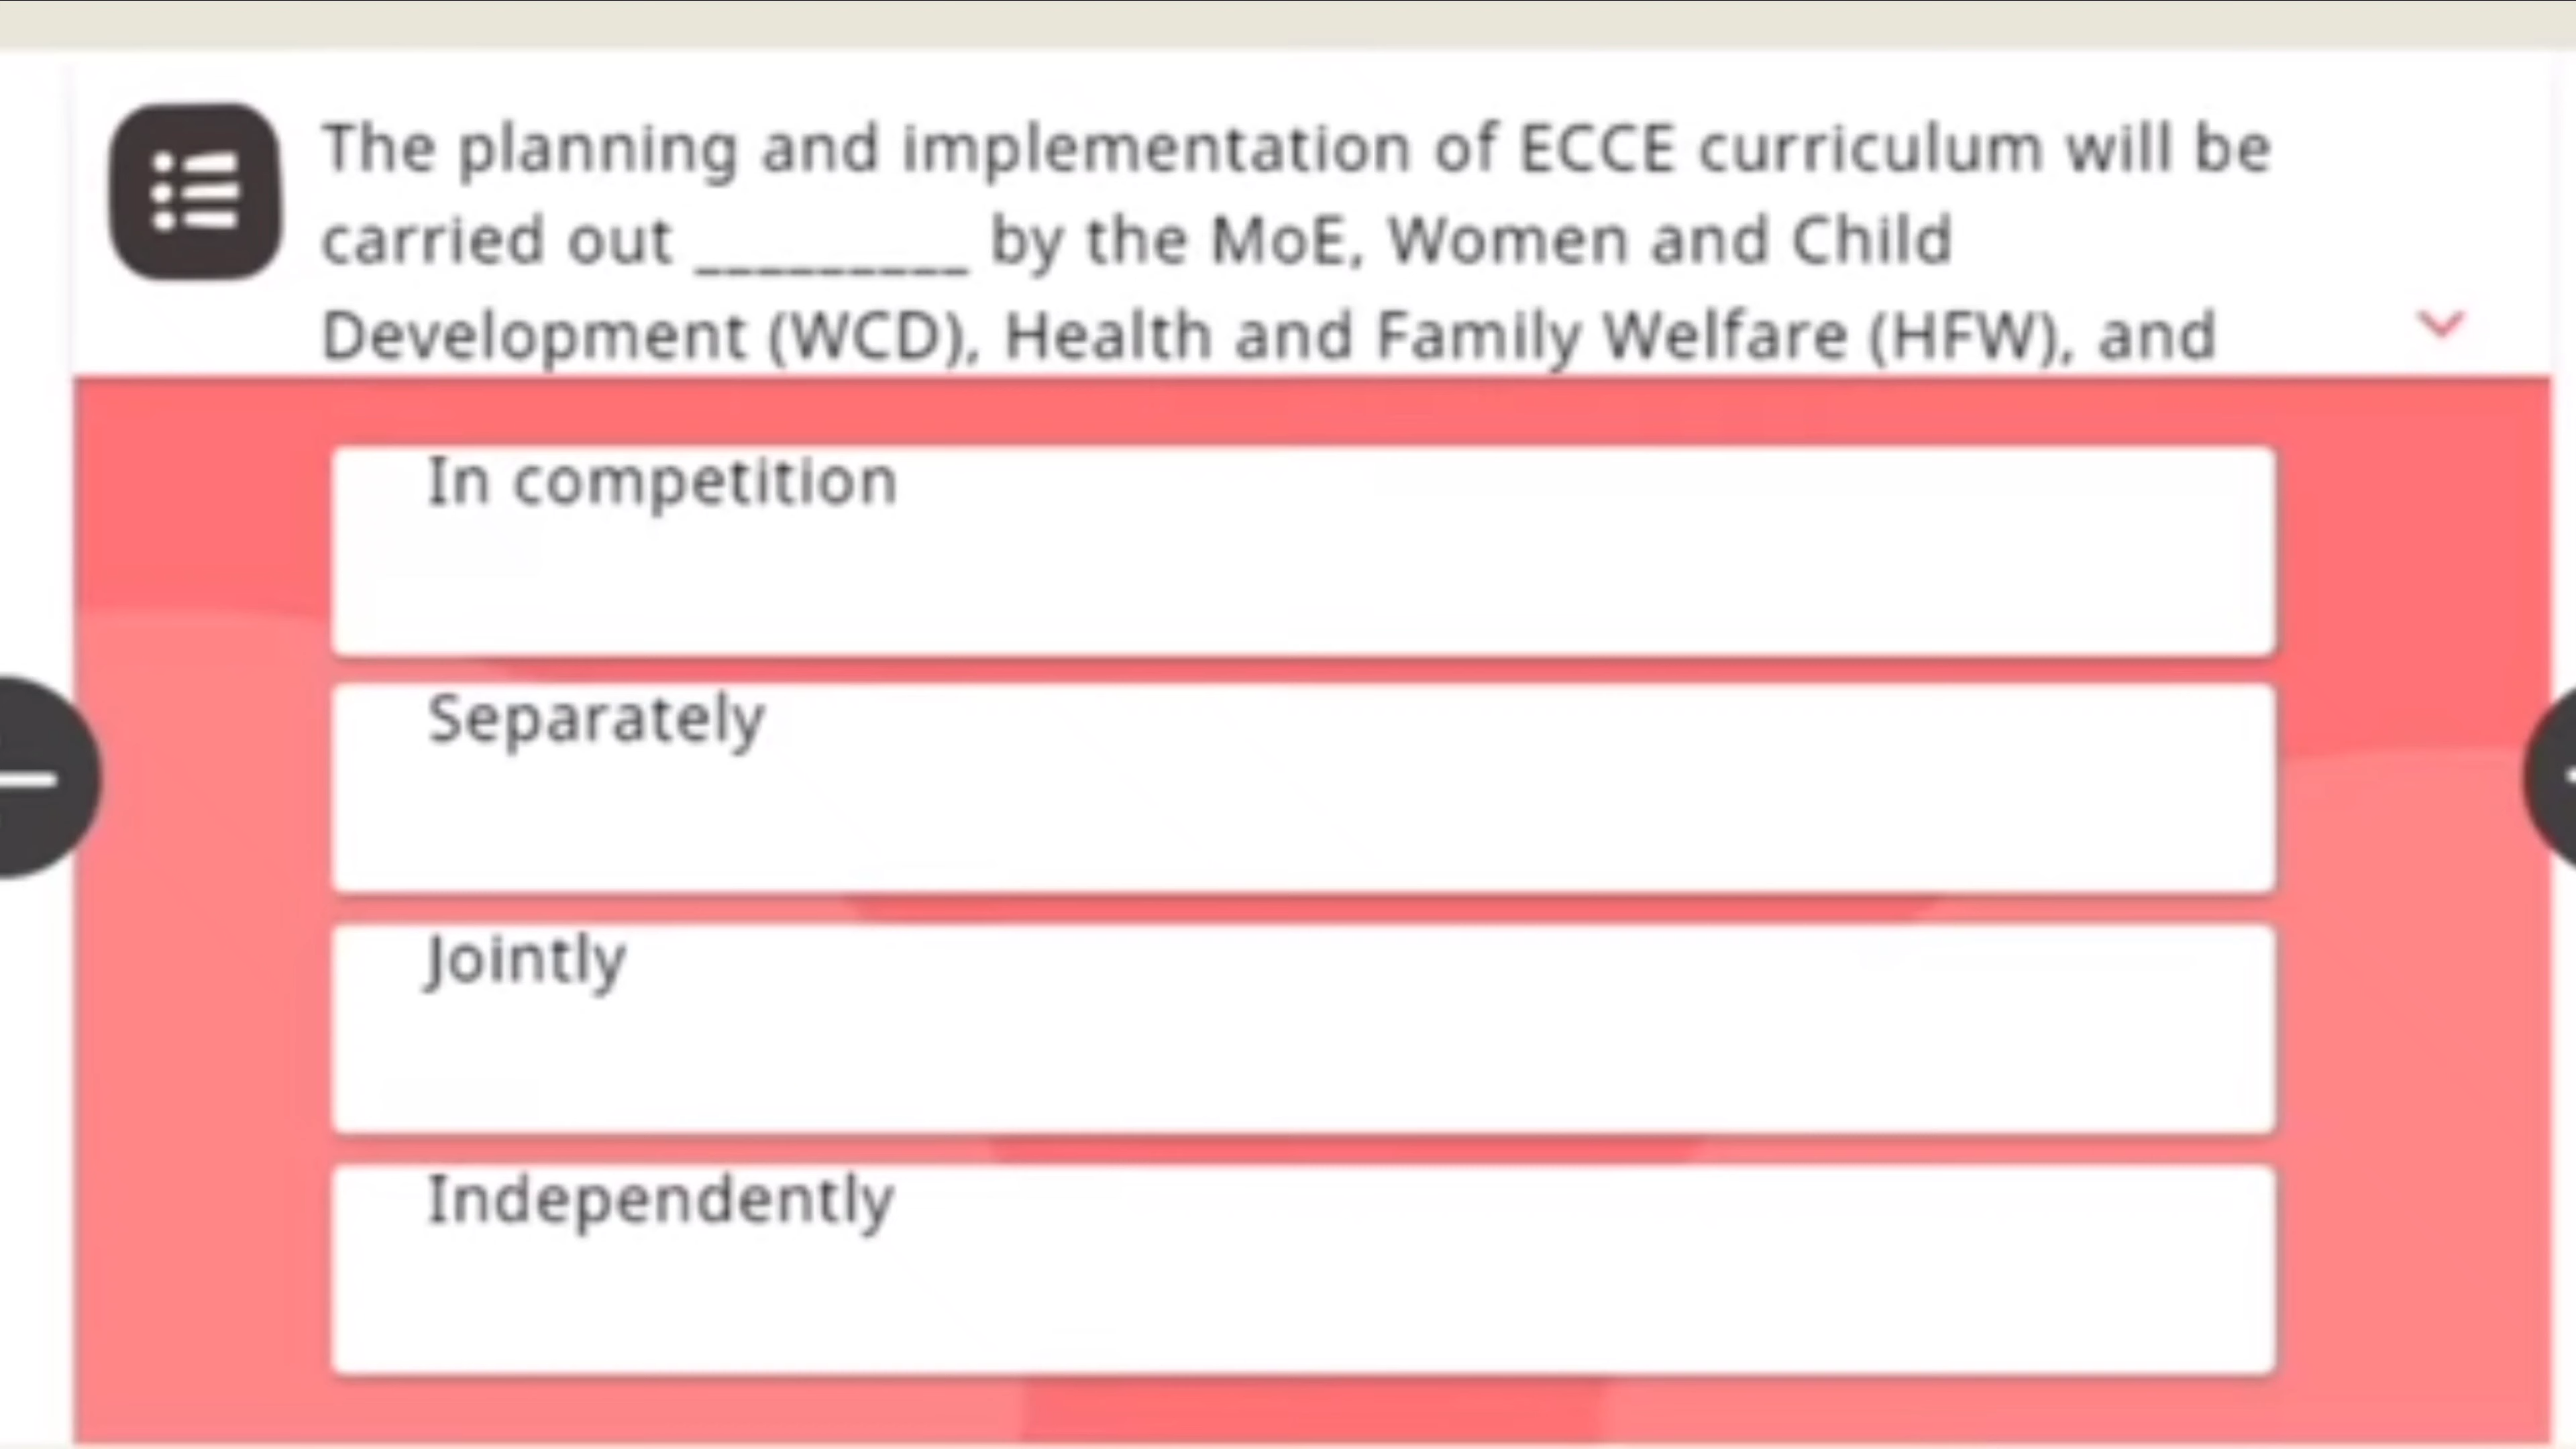 The planning and implementation of ECCE curriculum will be
carried out _________ by the MoE, Women and Child
Development (WCD), Health and Family Welfare (HFW), and
In competition
Separately
Jointly
Independently